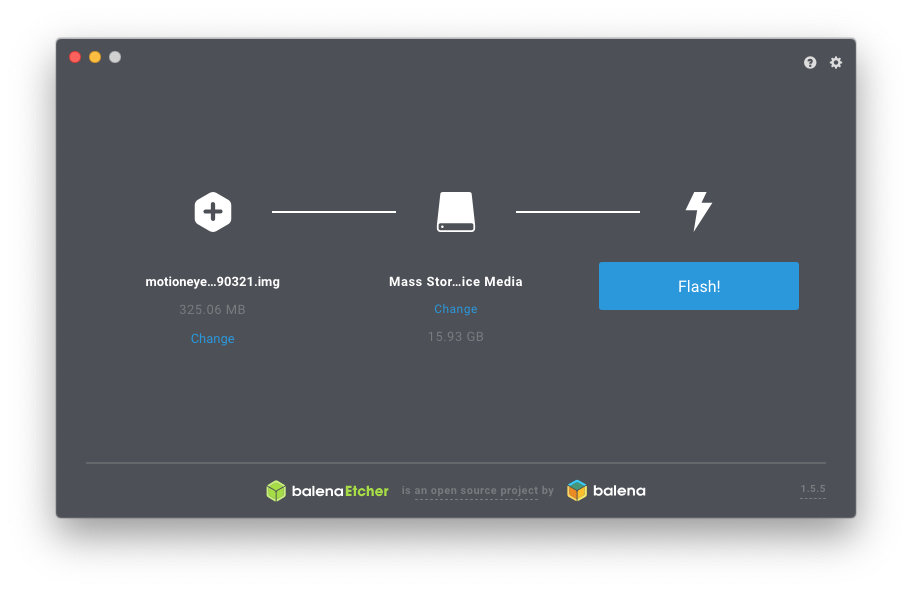 motioneye...90321.img
325.06 MB
Change
Mass Stor...ice Media
Change
15.93 GB
Flash!
balenaEtcher is an open source project by balena
1.5.5